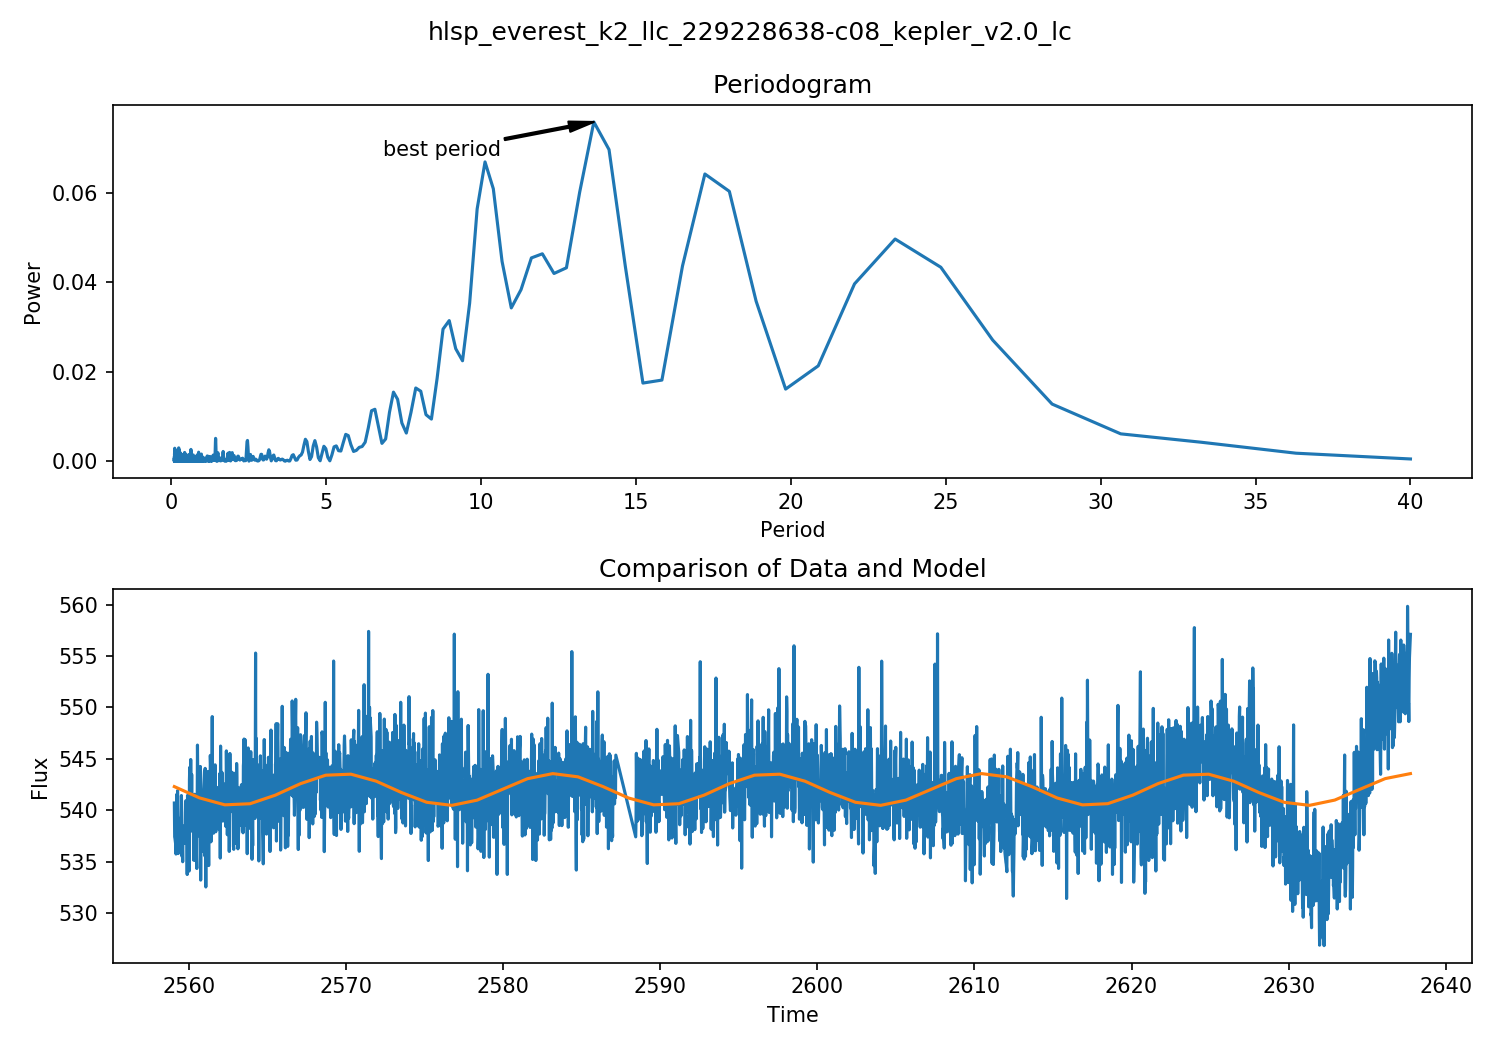 hlsp_everest_k2_llc_229228638-c08_kepler_v2.0_lc
Periodogram
best period
Power
0.06
0.04
0.02
0.00
0 5 10 15 20 25 30 35 40
Period
Comparison of Data and Model
Flux
560
555
550
545
540
535
530
2560 2570 2580 2590 2600 2610 2620 2630 2640
Time